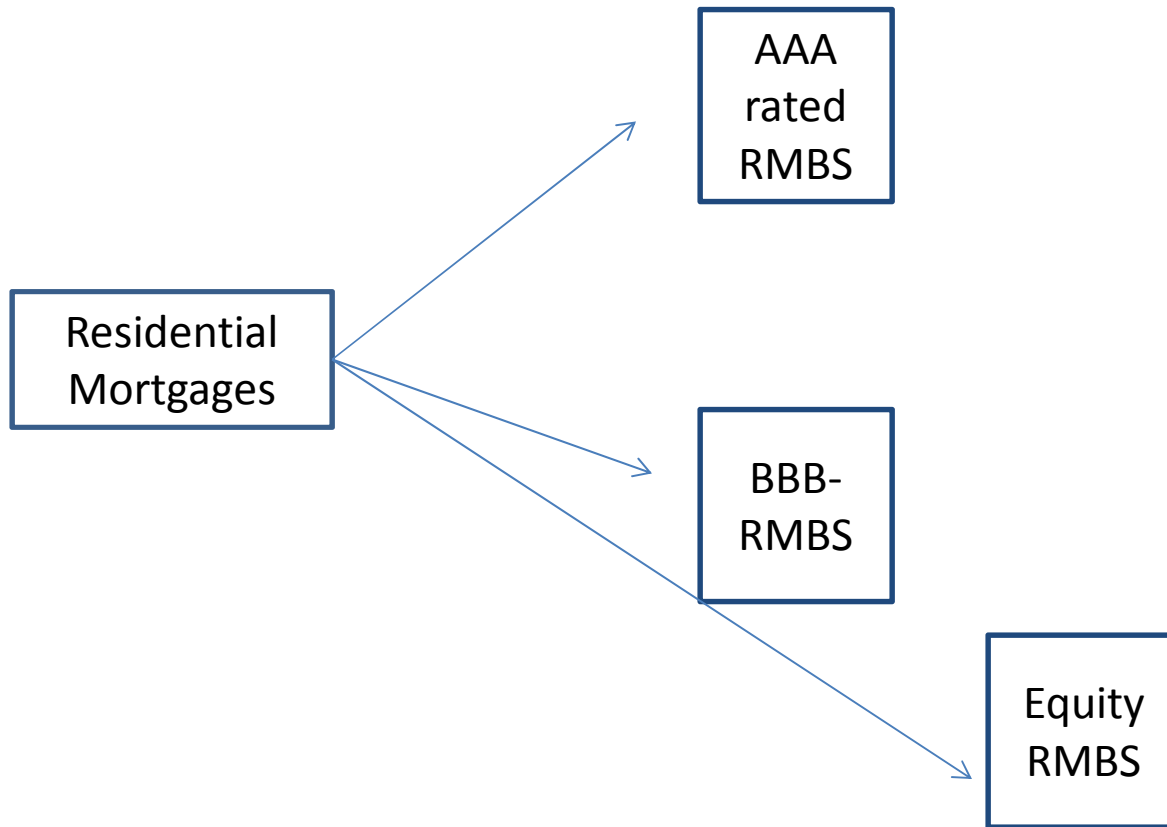 AAA
rated
RMBS
Residential
Mortgages
BBB-
RMBS
Equity
RMBS